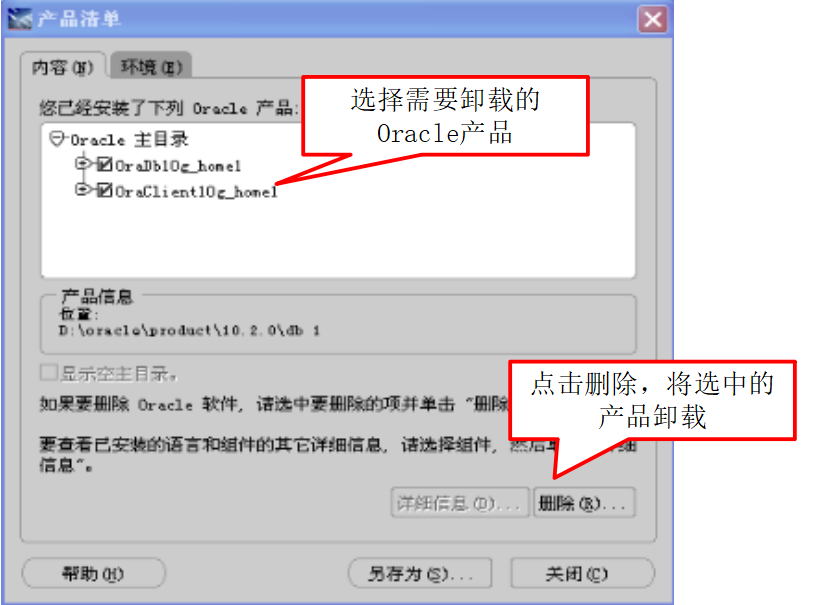 产品清单
内容(N)
环境(E)
您已经安装了下列 Oracle 产品:
选择需要卸载的
Oracle产品
Oracle 主目录
OraDb10g_home1
OraClient10g_home1
产品信息
位置:
D:\oracle\product\10.2.0\db_1
显示空主目录。
如果要删除 Oracle 软件, 请选中要删除的项并单击 "删除
点击删除，将选中的
产品卸载
要查看已安装的语言和组件的其它详细信息, 请选择组件, 然后单
细
信息"。
详细信息(D)...
删除(R)...
帮助(H)
另存为(S)...
关闭(C)